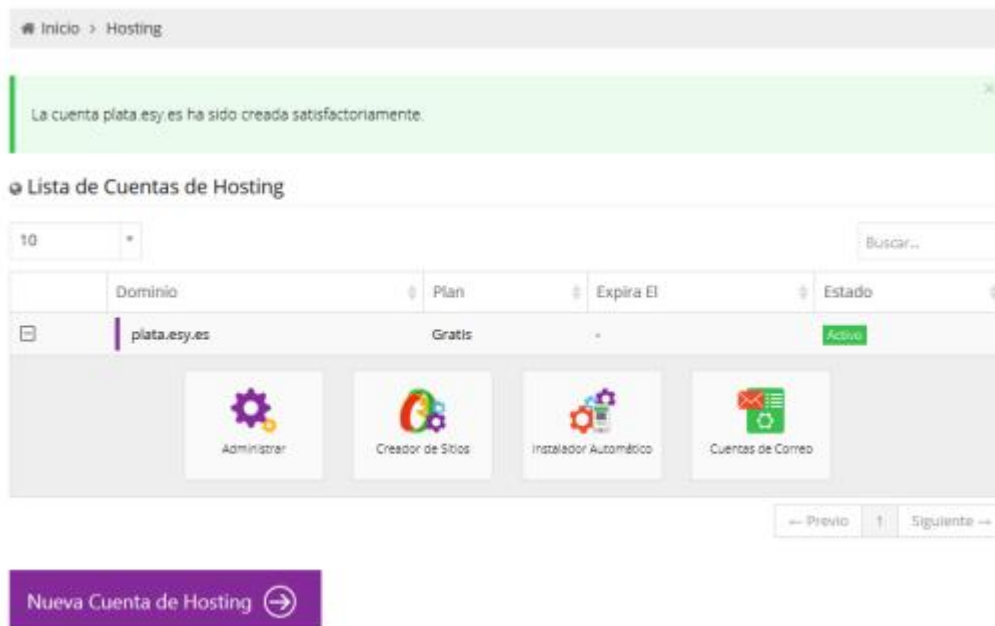 Inicio > Hosting
La cuenta plata.esy.es ha sido creada satisfactoriamente.
Lista de Cuentas de Hosting
10
Buscar...
Dominio Plan Expira El Estado
plata.esy.es Gratis - Activo
Administrar Creador de Sitios Instalador Automático Cuentas de Correo
← Previo 1 Siguiente →
Nueva Cuenta de Hosting